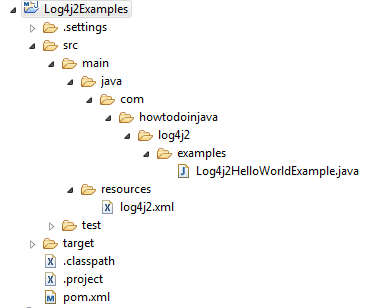 Log4j2Examples
.settings
src
main
java
com
howtodoinjava
log4j2
examples
Log4j2HelloWorldExample.java
resources
log4j2.xml
test
target
.classpath
.project
pom.xml